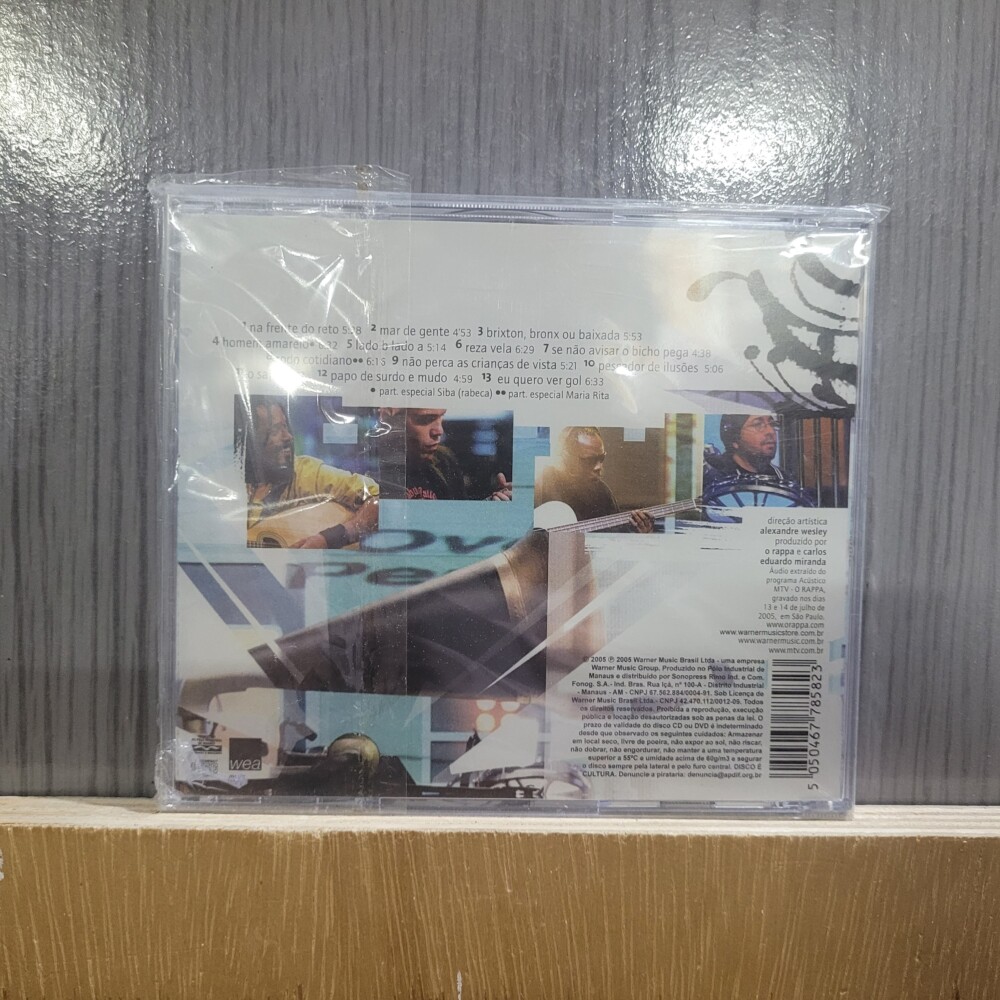 1 na frente do reto 5:28 2 mar de gente 4'53 3 brixton, bronx ou baixada 5:53
4 homem amarelo• 6:32 5 lado b lado a 5:14 6 reza vela 6:29 7 se não avisar o bicho pega 4:38
rodo cotidiano•• 6:13 9 não perca as crianças de vista 5:21 10 pescador de ilusões 5:06
12 papo de surdo e mudo 4:59 13 eu quero ver gol 6:33
• part. especial Siba (rabeca) •• part. especial Maria Rita
direção artística
alexandre wesley
produzido por
o rappa e carlos
eduardo miranda
Áudio extraído do
programa Acústico
MTV - O RAPPA,
gravado nos dias
13 e 14 de julho de
2005, em São Paulo.
www.orappa.com
www.warnermusicstore.com.br
www.warnermusic.com.br
www.mtv.com.br
© 2005 ℗ 2005 Warner Music Brasil Ltda - uma empresa
Warner Music Group. Produzido no Pólo Industrial de
Manaus e distribuído por Sonopress Rimo Ind. e Com.
Fonog. S.A.- Ind. Bras. Rua Içá, nº 100-A - Distrito Industrial
- Manaus - AM - CNPJ 67.562.884/0004-91. Sob Licença de
Warner Music Brasil Ltda.- CNPJ 42.470.112/0012-09. Todos
os direitos reservados. Proibida a reprodução, execução
pública e locação desautorizadas sob as penas da lei. O
prazo de validade do disco CD ou DVD é indeterminado
desde que observado os seguintes cuidados: Armazenar
em local seco, livre de poeira, não expor ao sol, não riscar,
não dobrar, não engordurar, não manter a uma temperatura
superior a 55ºC e umidade acima de 60g/m3 e segurar
o disco sempre pela lateral e pelo furo central. DISCO É
CULTURA. Denuncie a pirataria: denuncia@apdif.org.br
5 050467 785823
wea